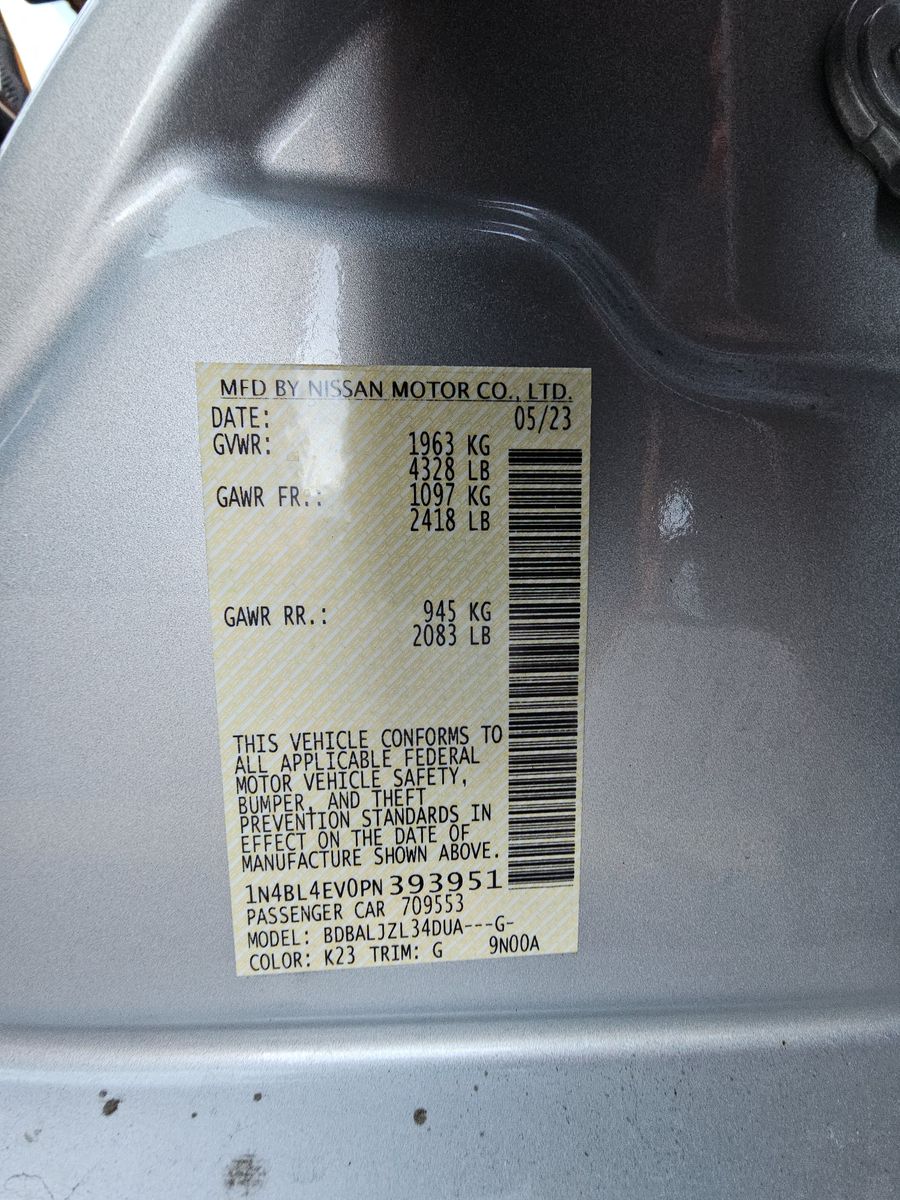 MFD BY NISSAN MOTOR CO., LTD.
DATE: 05/23
GVWR: 1963 KG
4328 LB
GAWR FR.: 1097 KG
2418 LB
GAWR RR.: 945 KG
2083 LB
THIS VEHICLE CONFORMS TO
ALL APPLICABLE FEDERAL
MOTOR VEHICLE SAFETY,
BUMPER, AND THEFT
PREVENTION STANDARDS IN
EFFECT ON THE DATE OF
MANUFACTURE SHOWN ABOVE.
1N4BL4EV0PN393951
PASSENGER CAR 709553
MODEL: BDBALJZL34DUA---G-
COLOR: K23 TRIM: G 9N00A